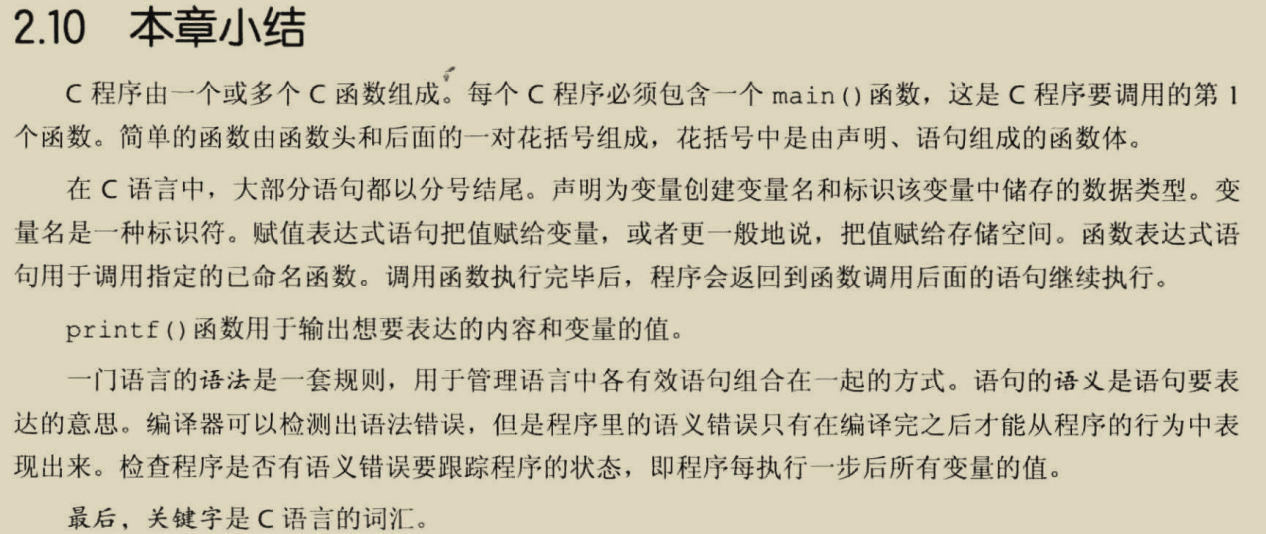 2.10 本章小结
C 程序由一个或多个 C 函数组成。每个 C 程序必须包含一个 main()函数，这是 C 程序要调用的第 1
个函数。简单的函数由函数头和后面的一对花括号组成，花括号中是由声明、语句组成的函数体。
在 C 语言中，大部分语句都以分号结尾。声明为变量创建变量名和标识该变量中储存的数据类型。变
量名是一种标识符。赋值表达式语句把值赋给变量，或者更一般地说，把值赋给存储空间。函数表达式语
句用于调用指定的已命名函数。调用函数执行完毕后，程序会返回到函数调用后面的语句继续执行。
printf()函数用于输出想要表达的内容和变量的值。
一门语言的语法是一套规则，用于管理语言中各有效语句组合在一起的方式。语句的语义是语句要表
达的意思。编译器可以检测出语法错误，但是程序里的语义错误只有在编译完之后才能从程序的行为中表
现出来。检查程序是否有语义错误要跟踪程序的状态，即程序每执行一步后所有变量的值。
最后，关键字是 C 语言的词汇。